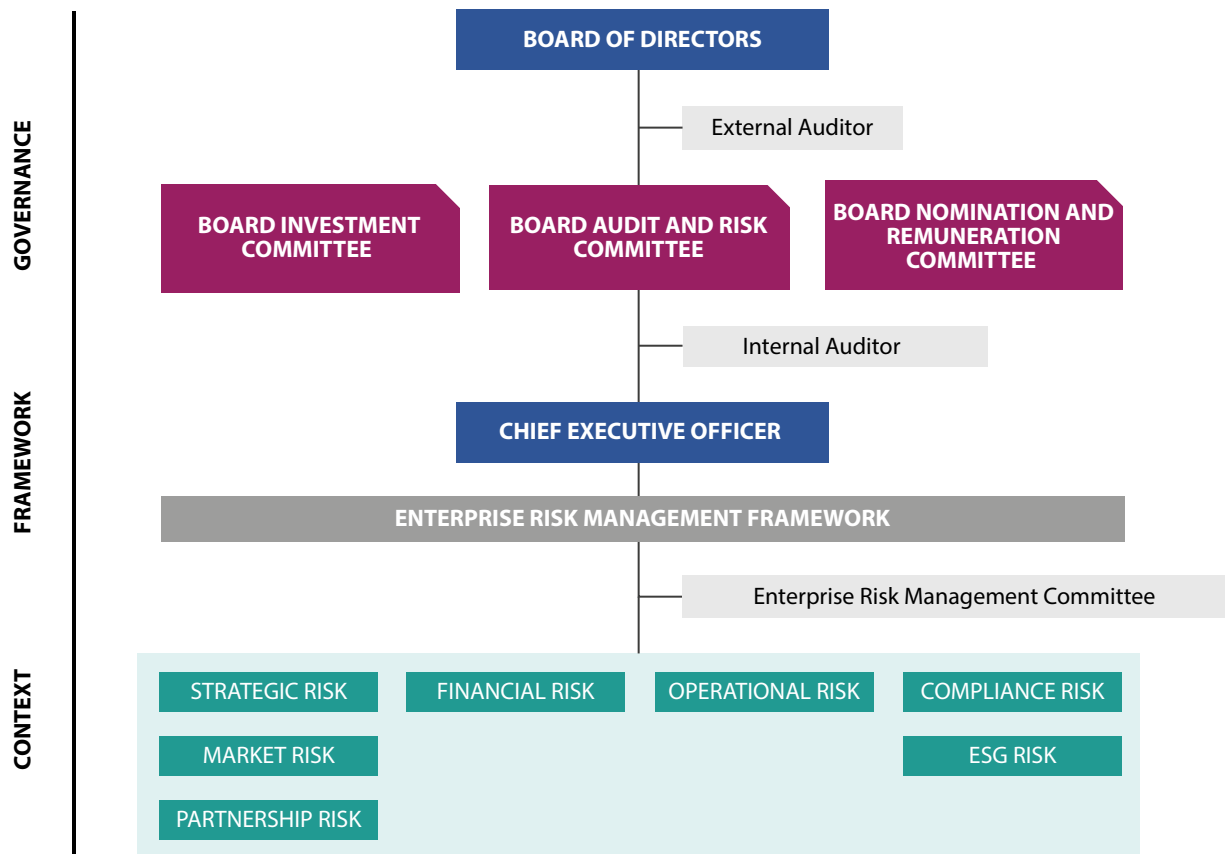 GOVERNANCE
BOARD OF DIRECTORS
External Auditor
BOARD INVESTMENT
COMMITTEE
BOARD AUDIT AND RISK
COMMITTEE
BOARD NOMINATION AND
REMUNERATION
COMMITTEE
Internal Auditor
FRAMEWORK
CHIEF EXECUTIVE OFFICER
ENTERPRISE RISK MANAGEMENT FRAMEWORK
Enterprise Risk Management Committee
CONTEXT
STRATEGIC RISK
FINANCIAL RISK
OPERATIONAL RISK
COMPLIANCE RISK
MARKET RISK
ESG RISK
PARTNERSHIP RISK